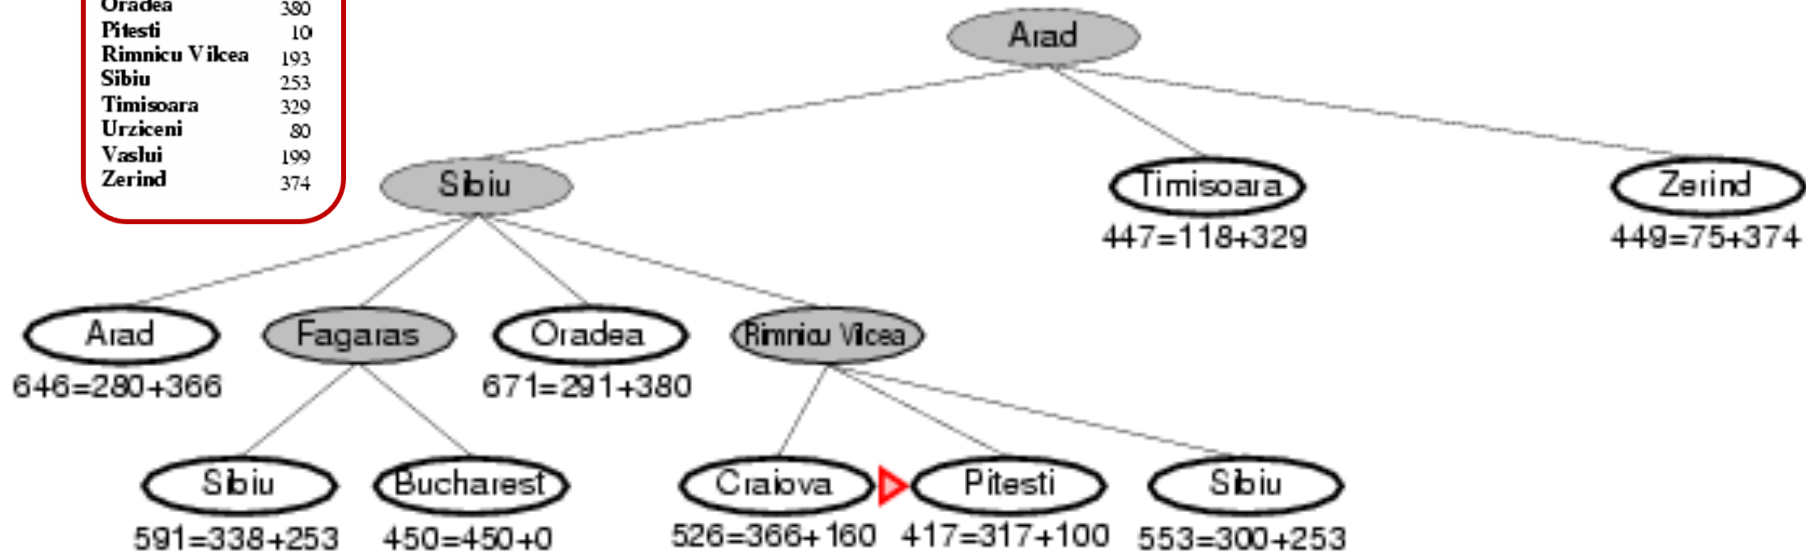 Oradea 380
Pitesti 10
Rimnicu Vilcea 193
Sibiu 253
Timisoara 329
Urziceni 80
Vaslui 199
Zerind 374
Arad
Sibiu
Timisoara
Zerind
447=118+329
449=75+374
Arad
Fagaras
Oradea
Rimnicu Vilcea
646=280+366
671=291+380
Sibiu
Bucharest
Craiova
Pitesti
Sibiu
591=338+253
450=450+0
526=366+160
417=317+100
553=300+253